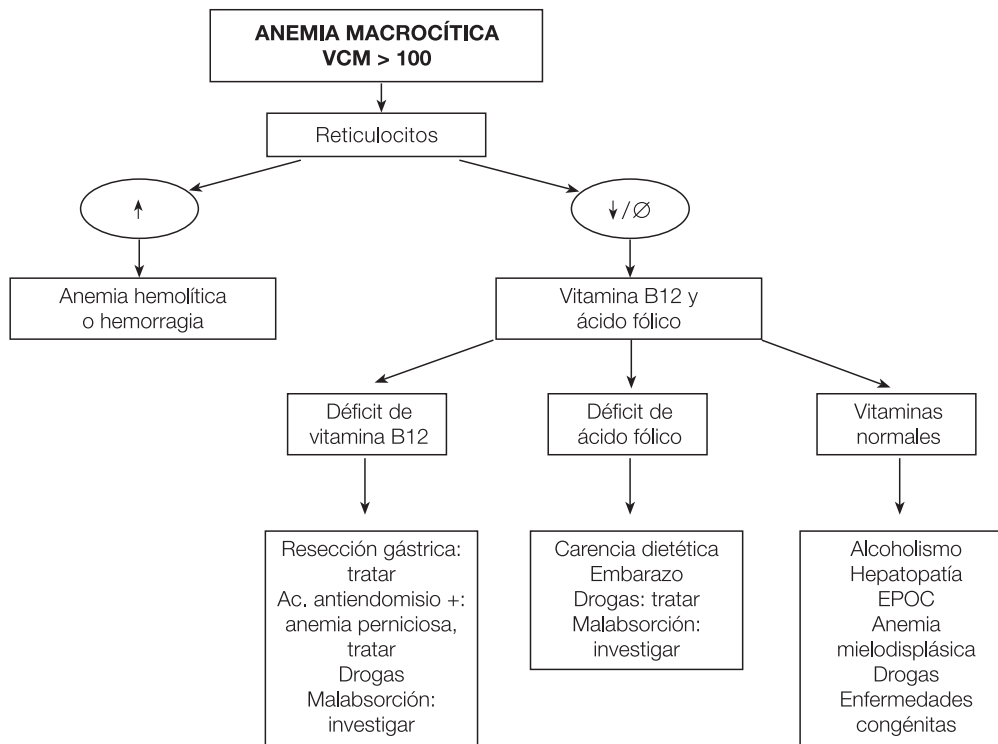 ANEMIA MACROCÍTICA
VCM > 100
Reticulocitos
↑
↓/∅
Anemia hemolítica
o hemorragia
Vitamina B12 y
ácido fólico
Déficit de
vitamina B12
Déficit de
ácido fólico
Vitaminas
normales
Resección gástrica:
tratar
Ac. antiendomisio +:
anemia perniciosa,
tratar
Drogas
Malabsorción:
investigar
Carencia dietética
Embarazo
Drogas: tratar
Malabsorción:
investigar
Alcoholismo
Hepatopatía
EPOC
Anemia
mielodisplásica
Drogas
Enfermedades
congénitas